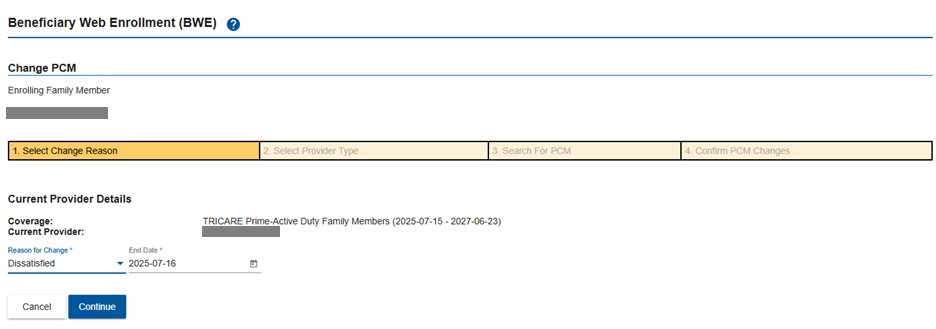 Beneficiary Web Enrollment (BWE) ?
Change PCM
Enrolling Family Member
1. Select Change Reason 2. Select Provider Type 3. Search For PCM 4. Confirm PCM Changes
Current Provider Details
Coverage: TRICARE Prime-Active Duty Family Members (2025-07-15 - 2027-06-23)
Current Provider:
Reason for Change * End Date *
Dissatisfied 2025-07-16
Cancel Continue